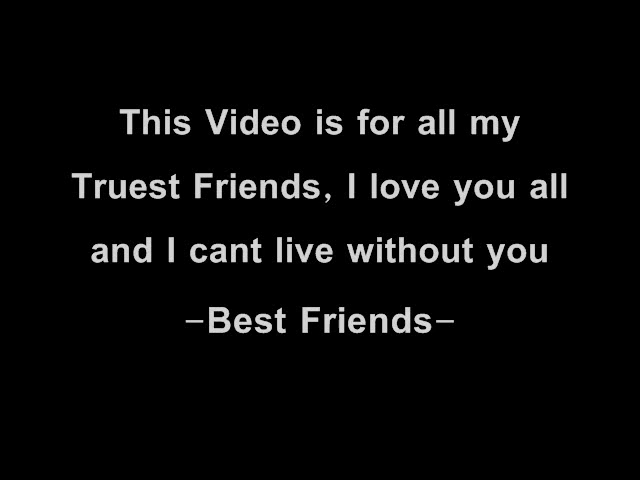 This Video is for all my
Truest Friends, I love you all
and I cant live without you
-Best Friends-